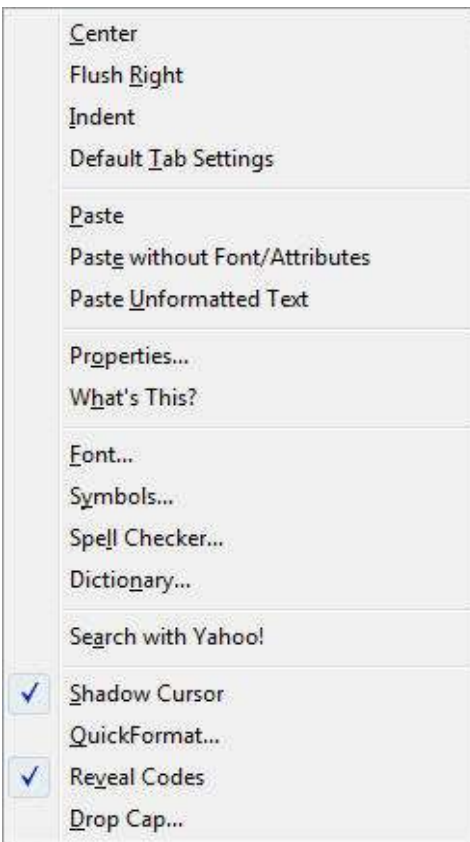 Center
Flush Right
Indent
Default Tab Settings
Paste
Paste without Font/Attributes
Paste Unformatted Text
Properties...
What's This?
Font...
Symbols...
Spell Checker...
Dictionary...
Search with Yahoo!
Shadow Cursor
QuickFormat...
Reveal Codes
Drop Cap...